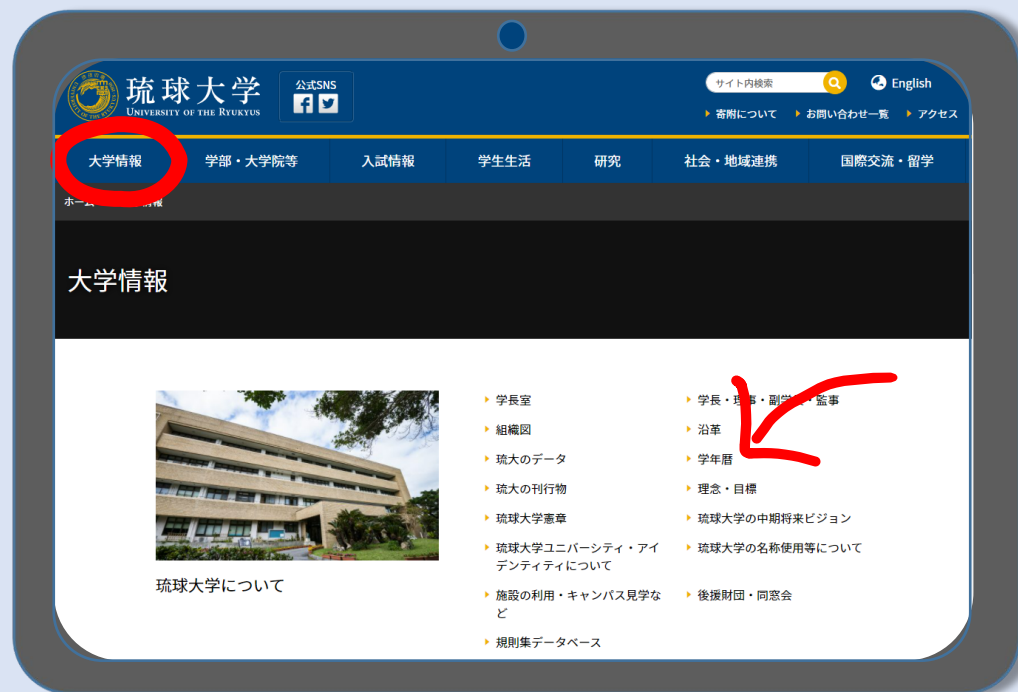 琉球大学
UNIVERSITY OF THE RYUKYUS
公式SNS
サイト内検索
English
寄附について
お問い合わせ一覧
アクセス
大学情報
学部・大学院等
入試情報
学生生活
研究
社会・地域連携
国際交流・留学
大学情報
琉球大学について
学長室
組織図
琉大のデータ
琉大の刊行物
琉球大学憲章
琉球大学ユニバーシティ・アイ
デンティティについて
施設の利用・キャンパス見学な
ど
規則集データベース
学長・理事・副学長・監事
沿革
学年暦
理念・目標
琉球大学の中期将来ビジョン
琉球大学の名称使用等について
後援財団・同窓会